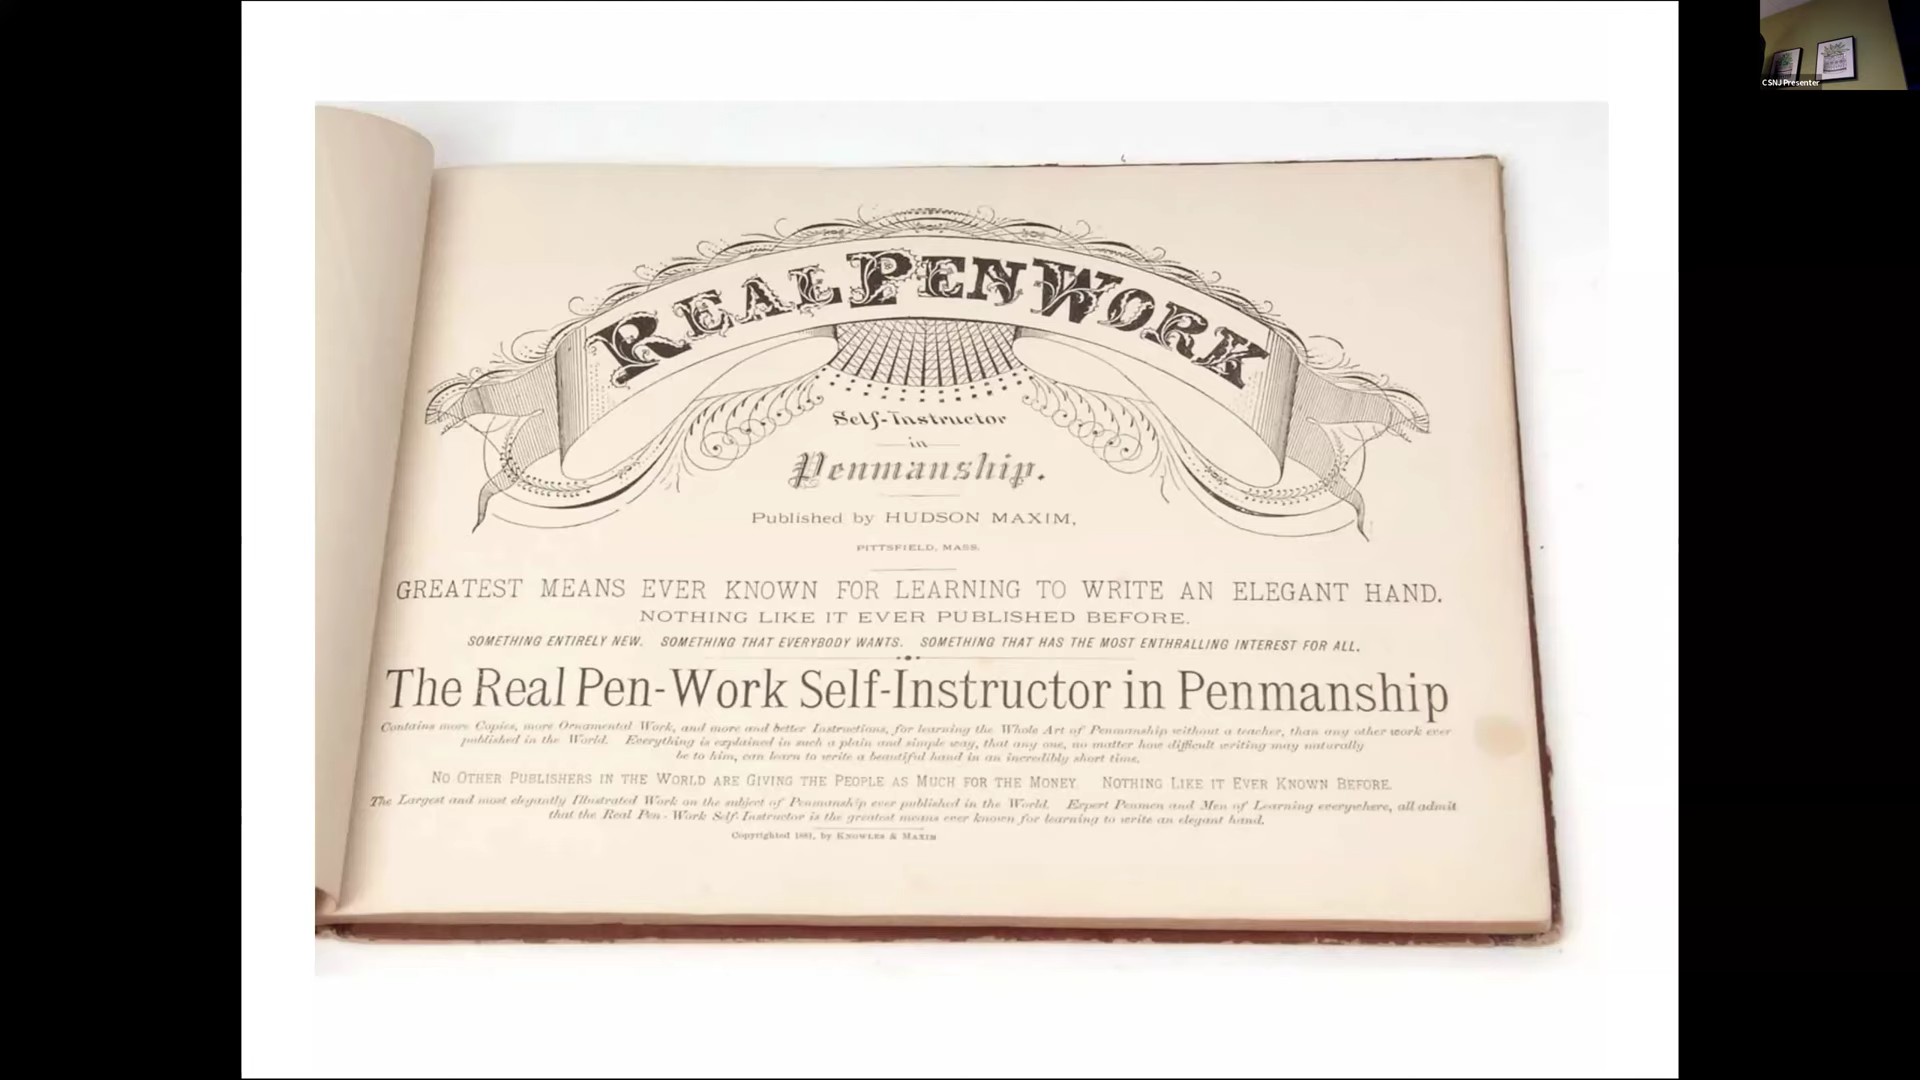 REAL PEN WORK
Self-Instructor
in
Penmanship.
Published by HUDSON MAXIM,
PITTSFIELD, MASS.
GREATEST MEANS EVER KNOWN FOR LEARNING TO WRITE AN ELEGANT HAND.
NOTHING LIKE IT EVER PUBLISHED BEFORE.
SOMETHING ENTIRELY NEW. SOMETHING THAT EVERYBODY WANTS. SOMETHING THAT HAS THE MOST ENTHRALLING INTEREST FOR ALL.
The Real Pen-Work Self-Instructor in Penmanship
Contains more Copies, more Ornamental Work, and more and better Instructions, for learning the Whole Art of Penmanship without a teacher, than any other work ever
published in the World. Everything is explained in such a plain and simple way, that any one, no matter how difficult writing may naturally
be to him, can learn to write a beautiful hand in an incredibly short time.
NO OTHER PUBLISHERS IN THE WORLD ARE GIVING THE PEOPLE AS MUCH FOR THE MONEY. NOTHING LIKE IT EVER KNOWN BEFORE.
The Largest and most elegantly Illustrated Work on the subject of Penmanship ever published in the World. Expert Penmen and Men of Learning everywhere, all admit
that the Real Pen-Work Self-Instructor is the greatest means ever known for learning to write an elegant hand.
Copyrighted 1881, by KNOWLES & MAXIM
CSNJ Presenter